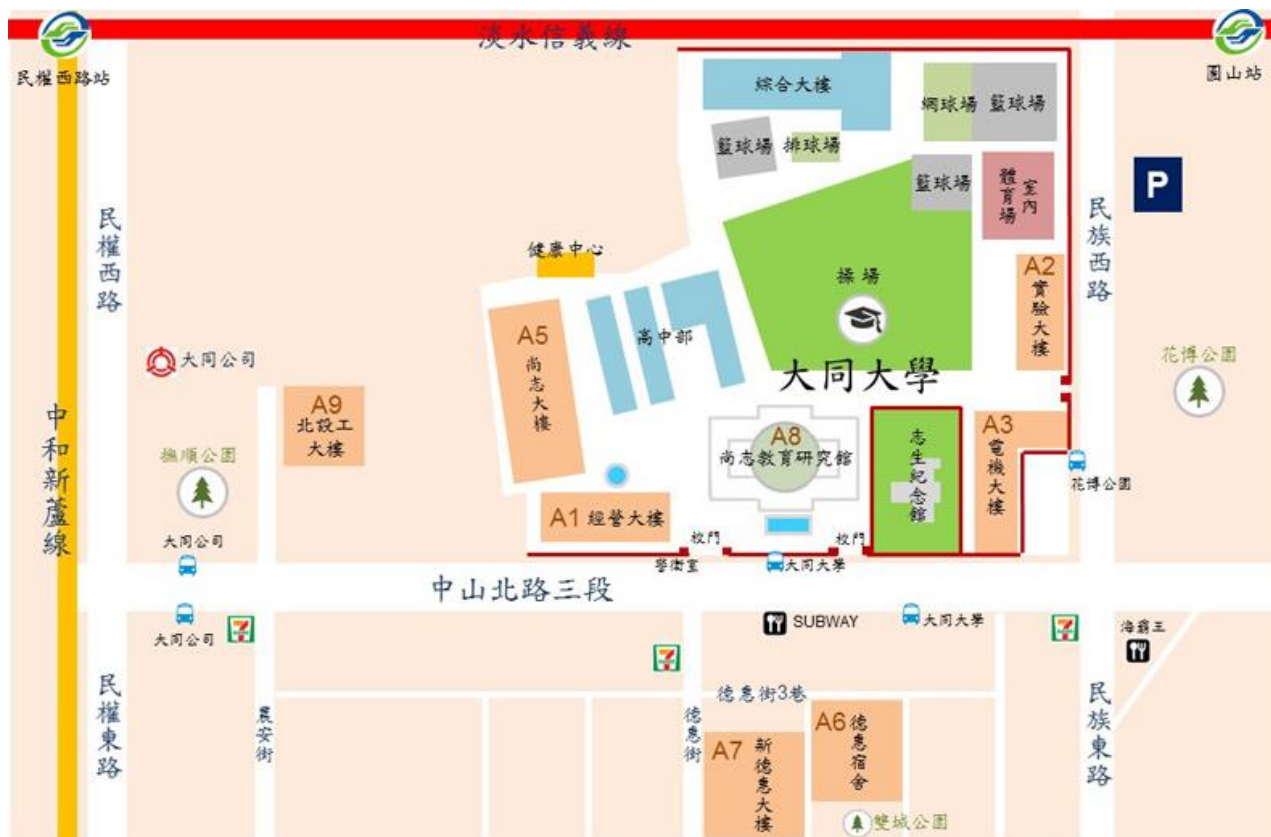 淡水信義線
民權西路站
圓山站
綜合大樓
網球場
籃球場
籃球場
排球場
籃球場
室內
體育場
P
民權西路
民族西路
健康中心
操場
A2
實驗大樓
A5
尚志大樓
高中部
大同公司
大同大學
花博公園
A9
北設工
大樓
中和新蘆線
撫順公園
A8
尚志教育研究館
志生紀念館
A3
電機大樓
花博公園
A1 經營大樓
校門
校門
大同公司
警衛室
大同大學
中山北路三段
大同公司
7-ELEVEN
SUBWAY
大同大學
7-ELEVEN
海霸王
7-ELEVEN
民權東路
農安街
德惠街
德惠街3巷
民族東路
A6
德惠宿舍
A7
新德惠大樓
雙城公園